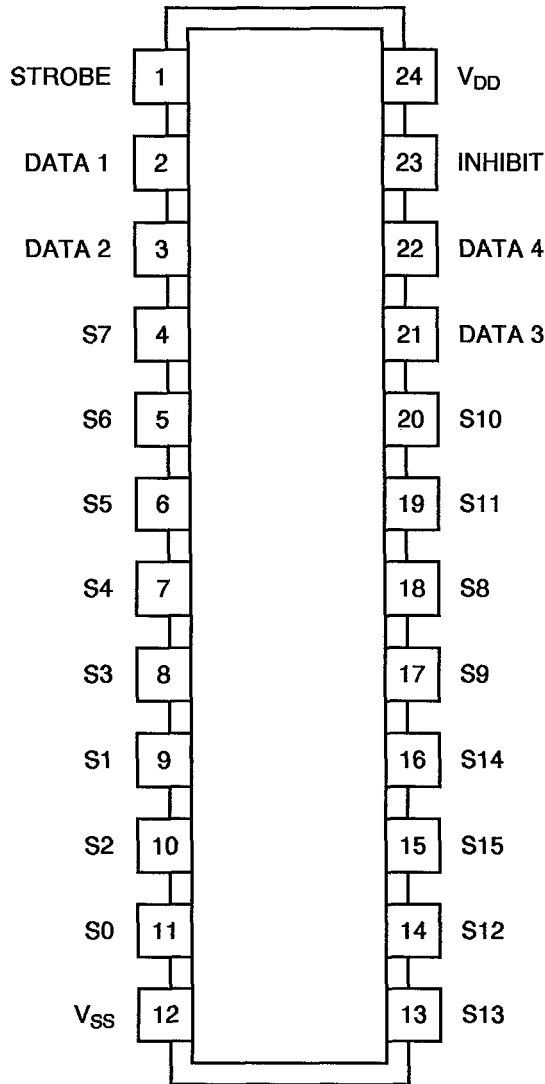 STROBE 1 24 VDD
DATA 1 2 23 INHIBIT
DATA 2 3 22 DATA 4
S7 4 21 DATA 3
S6 5 20 S10
S5 6 19 S11
S4 7 18 S8
S3 8 17 S9
S1 9 16 S14
S2 10 15 S15
S0 11 14 S12
VSS 12 13 S13